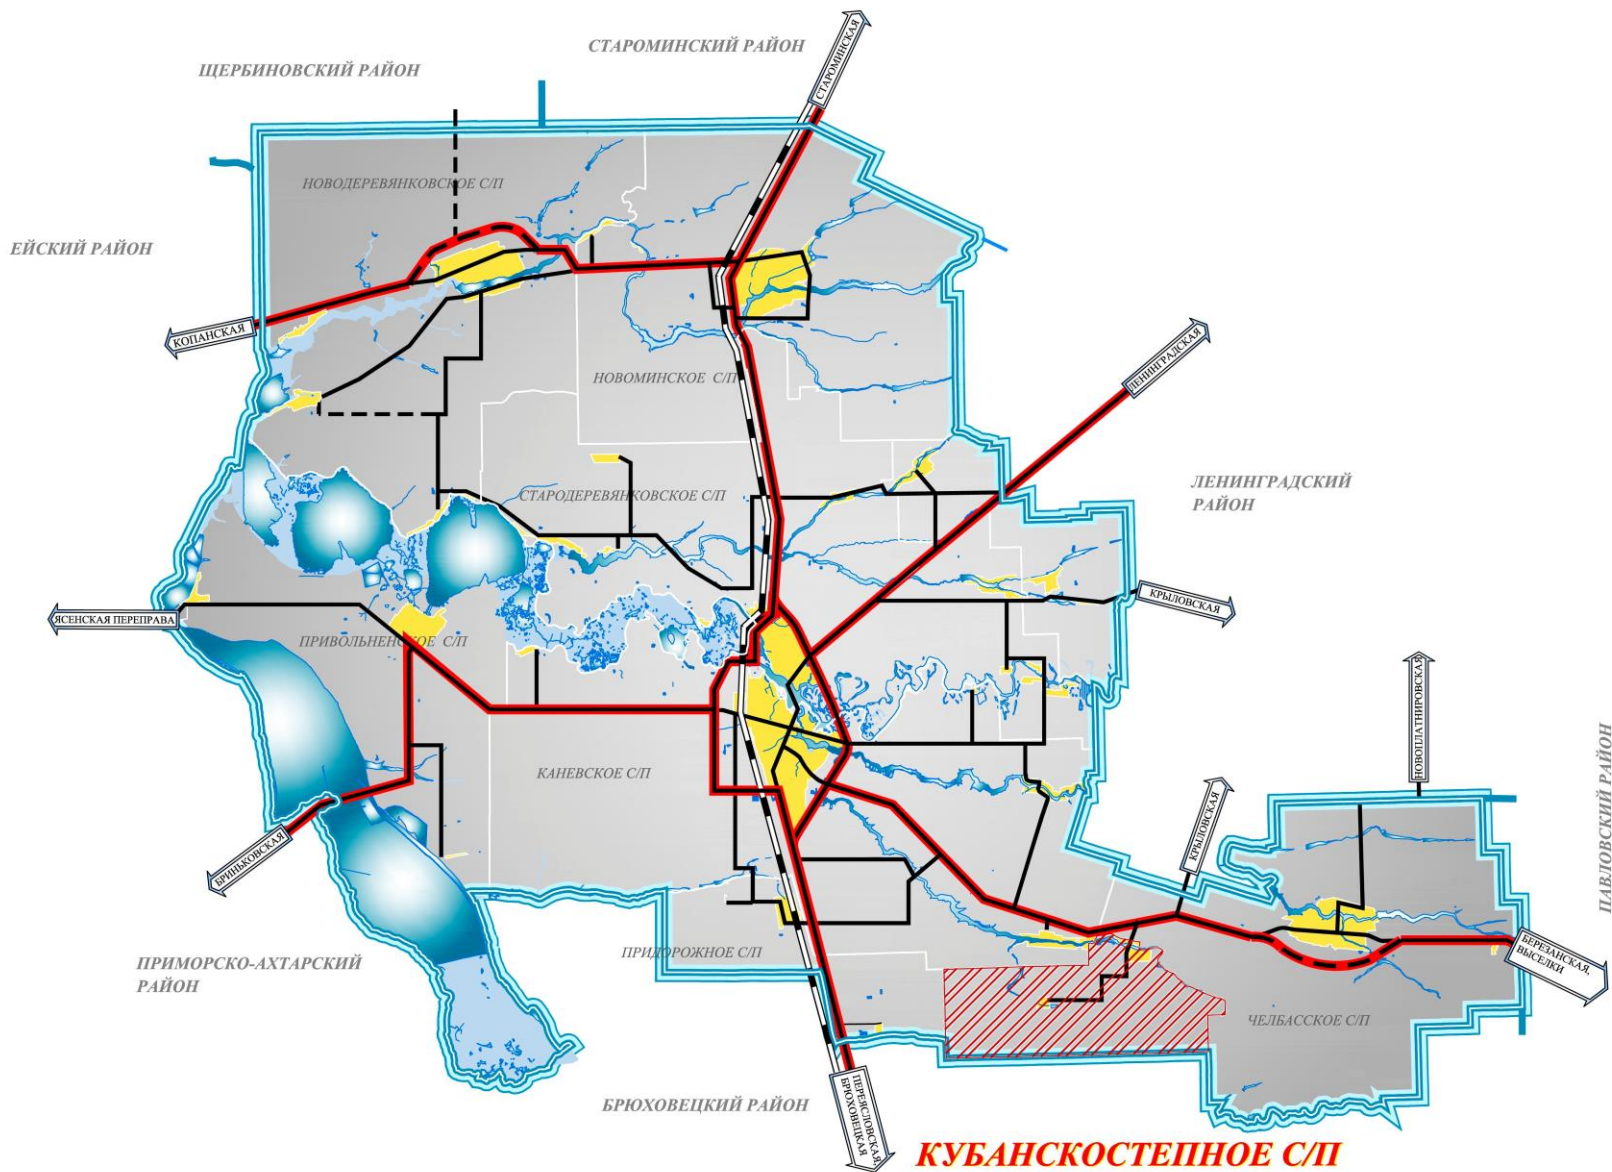 СТАРОМИНСКАЯ
СТАРОМИНСКИЙ РАЙОН
ЩЕРБИНОВСКИЙ РАЙОН
НОВОДЕРЕВЯНКОВСКОЕ С/П
ЕЙСКИЙ РАЙОН
КОПАНСКАЯ
ЛЕНИНГРАДСКАЯ
НОВОМИНСКОЕ С/П
СТАРОДЕРЕВЯНКОВСКОЕ С/П
ЛЕНИНГРАДСКИЙ
РАЙОН
КРЫЛОВСКАЯ
ЯСЕНСКАЯ ПЕРЕПРАВА
ПРИВОЛЬНЕНСКОЕ С/П
НОВОПЛАТНИРОВСКАЯ
КАНЕВСКОЕ С/П
ПАВЛОВСКИЙ РАЙОН
КРЫЛОВСКАЯ
БРИНЬКОВСКАЯ
ПРИДОРОЖНОЕ С/П
БЕРЕЗАНСКАЯ,
ВЫСЕЛКИ
ПРИМОРСКО-АХТАРСКИЙ
РАЙОН
ЧЕЛБАССКОЕ С/П
БРЮХОВЕЦКИЙ РАЙОН
ПЕРЕЯСЛОВСКАЯ,
БРЮХОВЕЦКАЯ
КУБАНСКОСТЕПНОЕ С/П